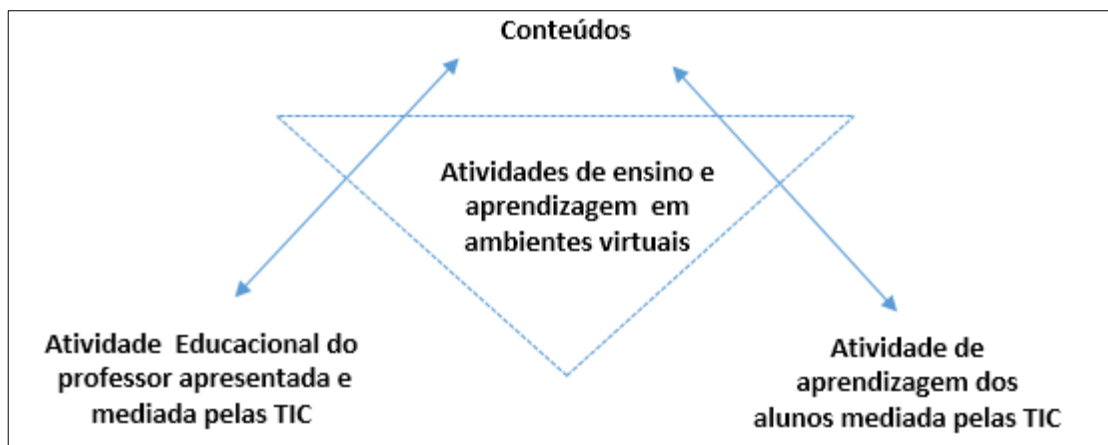 Conteúdos
Atividades de ensino e
aprendizagem em
ambientes virtuais
Atividade Educacional do
professor apresentada e
mediada pelas TIC
Atividade de
aprendizagem dos
alunos mediada pelas TIC